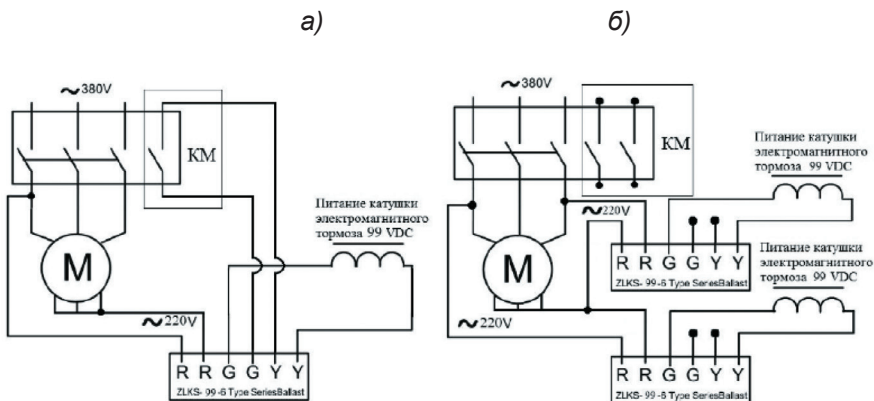 а)
б)
~380V
КМ
Питание катушки
электромагнитного
тормоза 99 VDC
М
~220V
R R G G Y Y
ZLKS- 99 -6 Type SeriesBallast
~380V
КМ
Питание катушки
электромагнитного
тормоза 99 VDC
~220V
R R G G Y Y
ZLKS- 99 -6 Type SeriesBallast
М
Питание катушки
электромагнитного
тормоза 99 VDC
~220V
R R G G Y Y
ZLKS- 99 -6 Type SeriesBallast